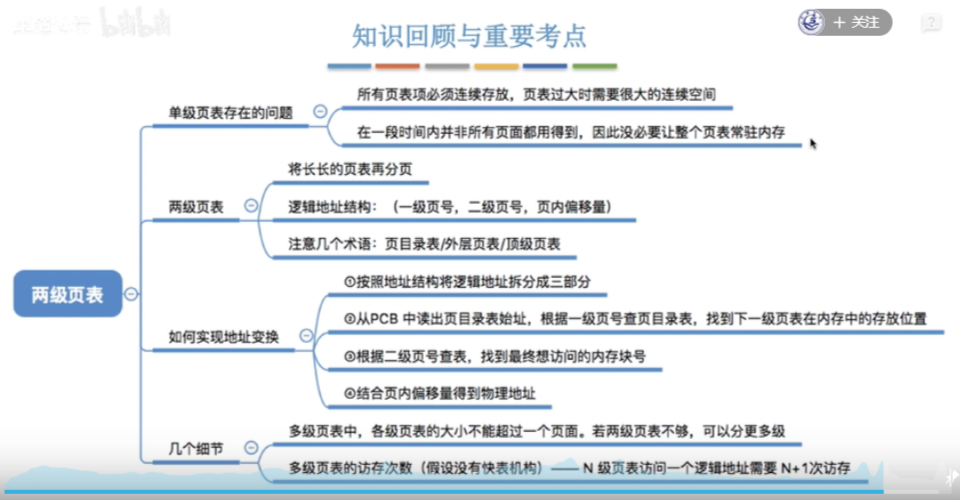 bilibili
+ 关注
?
知识回顾与重要考点
所有页表项必须连续存放，页表过大时需要很大的连续空间
单级页表存在的问题
在一段时间内并非所有页面都用得到，因此没必要让整个页表常驻内存
将长长的页表再分页
两级页表
逻辑地址结构：（一级页号，二级页号，页内偏移量）
注意几个术语：页目录表/外层页表/顶级页表
两级页表
①按照地址结构将逻辑地址拆分成三部分
②从PCB 中读出页目录表始址，根据一级页号查页目录表，找到下一级页表在内存中的存放位置
如何实现地址变换
③根据二级页号查表，找到最终想访问的内存块号
④结合页内偏移量得到物理地址
多级页表中，各级页表的大小不能超过一个页面。若两级页表不够，可以分更多级
几个细节
多级页表的访存次数（假设没有快表机构）—— N 级页表访问一个逻辑地址需要 N+1次访存